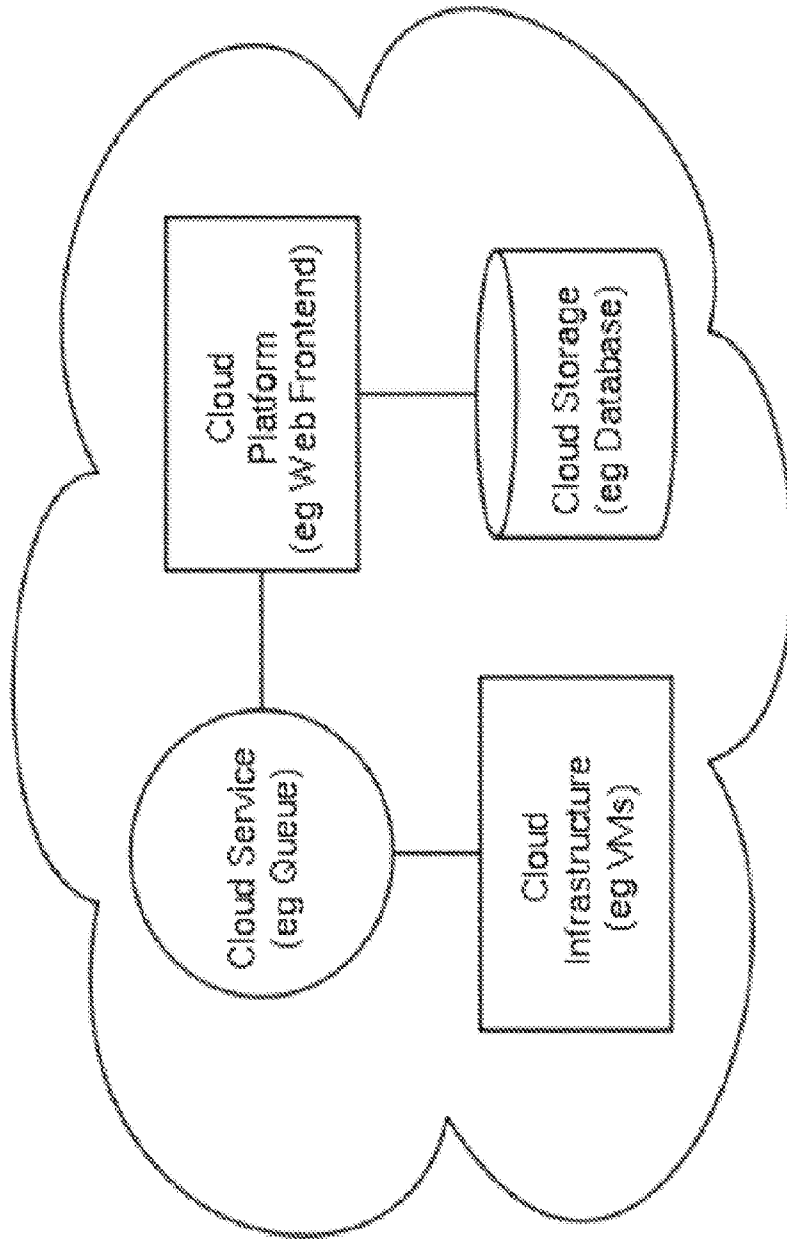 Cloud Service
(eg Queue)
Cloud
Platform
(eg Web Frontend)
Cloud
Infrastructure
(eg VMs)
Cloud Storage
(eg Database)